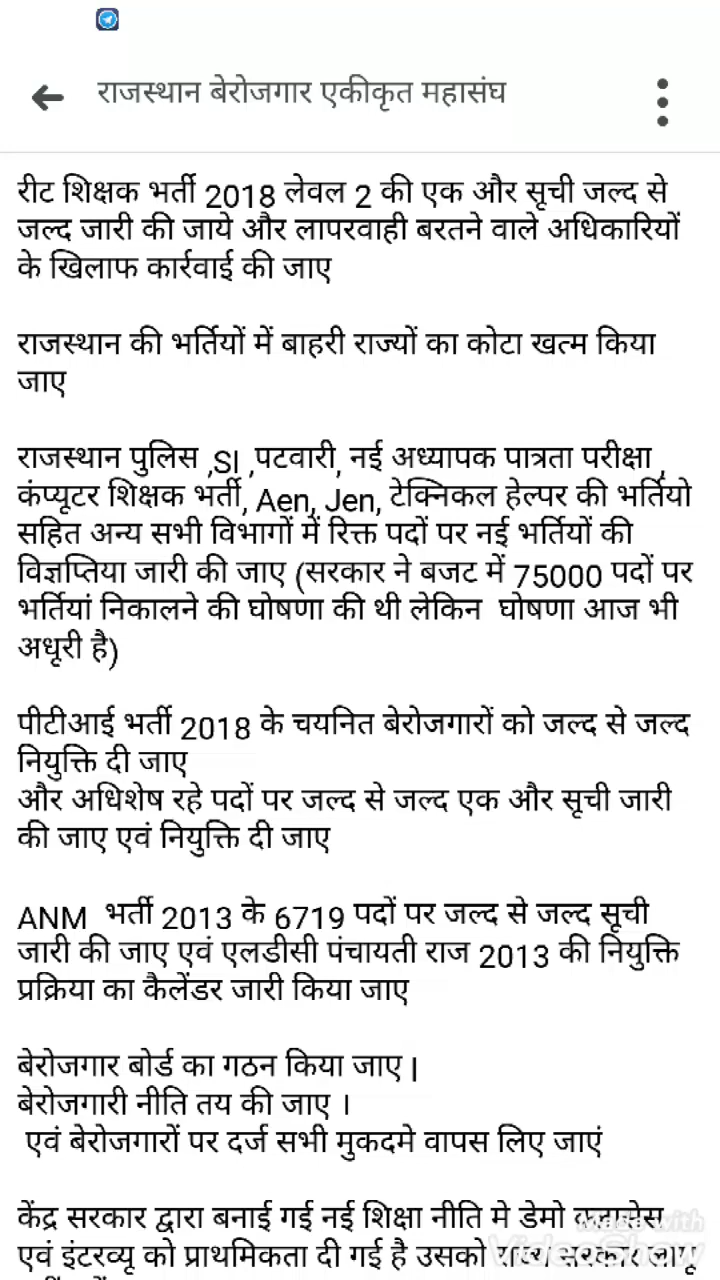 राजस्थान बेरोजगार एकीकृत महासंघ
रीट शिक्षक भर्ती 2018 लेवल 2 की एक और सूची जल्द से
जल्द जारी की जाये और लापरवाही बरतने वाले अधिकारियों
के खिलाफ कार्रवाई की जाए
राजस्थान की भर्तियों में बाहरी राज्यों का कोटा खत्म किया
जाए
राजस्थान पुलिस ,SI ,पटवारी, नई अध्यापक पात्रता परीक्षा ,
कंप्यूटर शिक्षक भर्ती, Aen, Jen, टेक्निकल हेल्पर की भर्तियो
सहित अन्य सभी विभागों में रिक्त पदों पर नई भर्तियों की
विज्ञप्तिया जारी की जाए (सरकार ने बजट में 75000 पदों पर
भर्तियां निकालने की घोषणा की थी लेकिन  घोषणा आज भी
अधूरी है)
पीटीआई भर्ती 2018 के चयनित बेरोजगारों को जल्द से जल्द
नियुक्ति दी जाए
और अधिशेष रहे पदों पर जल्द से जल्द एक और सूची जारी
की जाए एवं नियुक्ति दी जाए
ANM  भर्ती 2013 के 6719 पदों पर जल्द से जल्द सूची
जारी की जाए एवं एलडीसी पंचायती राज 2013 की नियुक्ति
प्रक्रिया का कैलेंडर जारी किया जाए
बेरोजगार बोर्ड का गठन किया जाए |
बेरोजगारी नीति तय की जाए ।
एवं बेरोजगारों पर दर्ज सभी मुकदमे वापस लिए जाएं
केंद्र सरकार द्वारा बनाई गई नई शिक्षा नीति मे डेमो क्लासेस
एवं इंटरव्यू को प्राथमिकता दी गई है उसको राज्य सरकार लागू
Made with
VideoShow